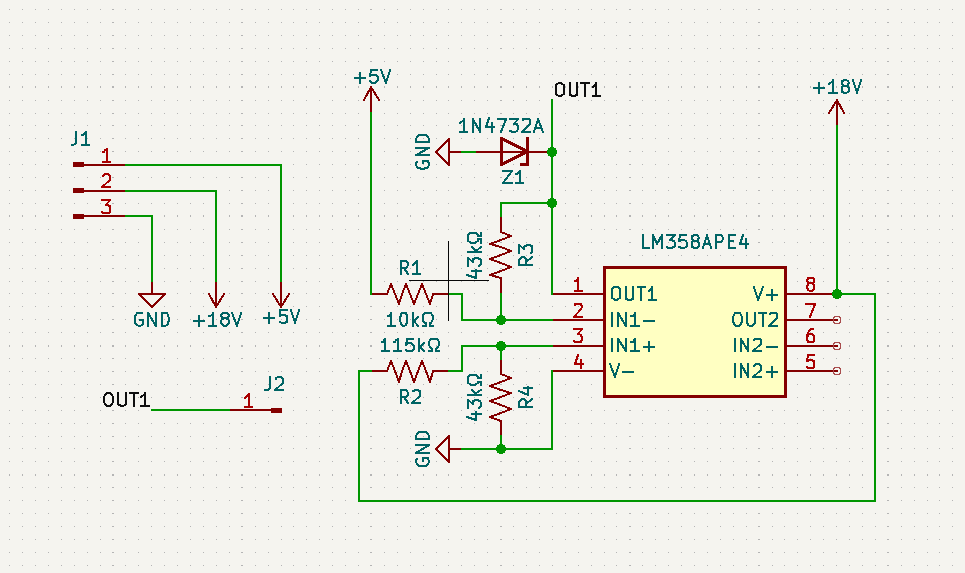 +5V
OUT1
+18V
1N4732A
GND
Z1
J1
1
2
3
GND
+18V
+5V
43kΩ
R3
R1
10kΩ
LM358APE4
1
OUT1
V+
8
2
IN1-
OUT2
7
3
IN1+
IN2-
6
4
V-
IN2+
5
115kΩ
R2
43kΩ
R4
GND
OUT1
1
J2